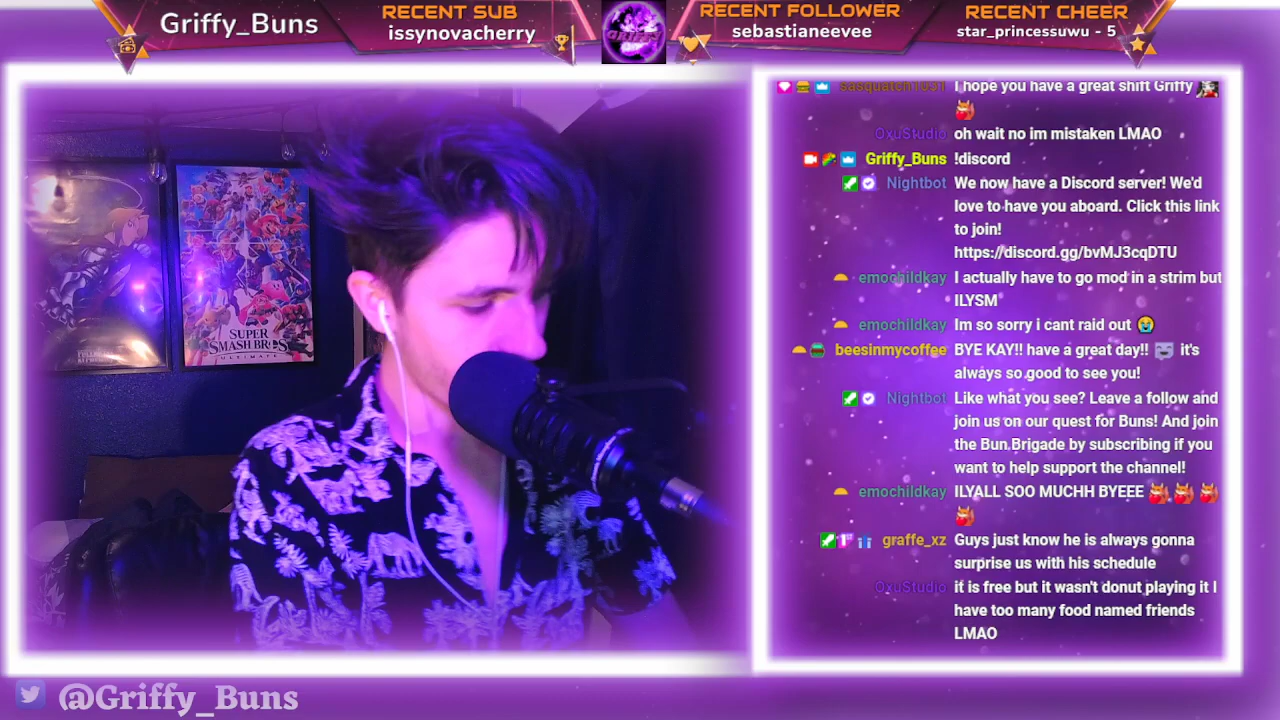 Griffy_Buns
RECENT SUB
issynovacherry
RECENT FOLLOWER
sebastianeevee
RECENT CHEER
star_princessuwu - 5
sasquatch1031 I hope you have a great shift Griffy
OxuStudio oh wait no im mistaken LMAO
Griffy_Buns !discord
Nightbot We now have a Discord server! We'd
love to have you aboard. Click this link
to join!
https://discord.gg/bvMJ3cqDTU
emochildkay I actually have to go mod in a strim but
ILYSM
emochildkay Im so sorry i cant raid out
beesinmycoffee BYE KAY!! have a great day!! it's
always so good to see you!
Nightbot Like what you see? Leave a follow and
join us on our quest for Buns! And join
the Bun Brigade by subscribing if you
want to help support the channel!
emochildkay ILYALL SOO MUCHH BYEEE
graffe_xz Guys just know he is always gonna
surprise us with his schedule
OxuStudio if is free but it wasn't donut playing it I
have too many food named friends
LMAO
SUPER
SMASH BROS
ULTIMATE
@Griffy_Buns